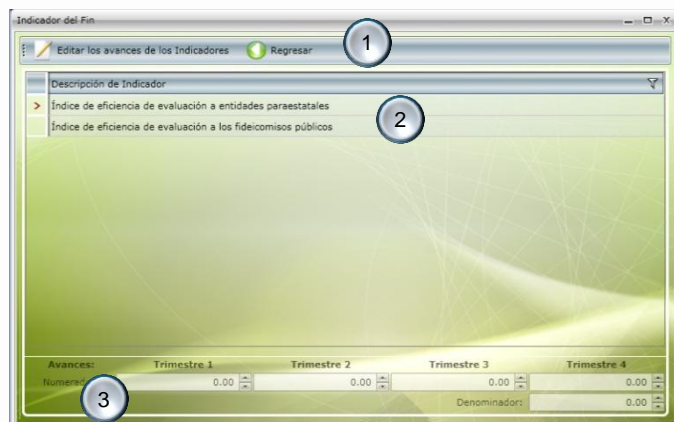 Indicador del Fin
Editar los avances de los Indicadores Regresar 1
Descripción de Indicador
> Índice de eficiencia de evaluación a entidades paraestatales
Índice de eficiencia de evaluación a los fideicomisos públicos
2
Avances: Trimestre 1 Trimestre 2 Trimestre 3 Trimestre 4
0.00 0.00 0.00 0.00
3
Denominador: 0.00